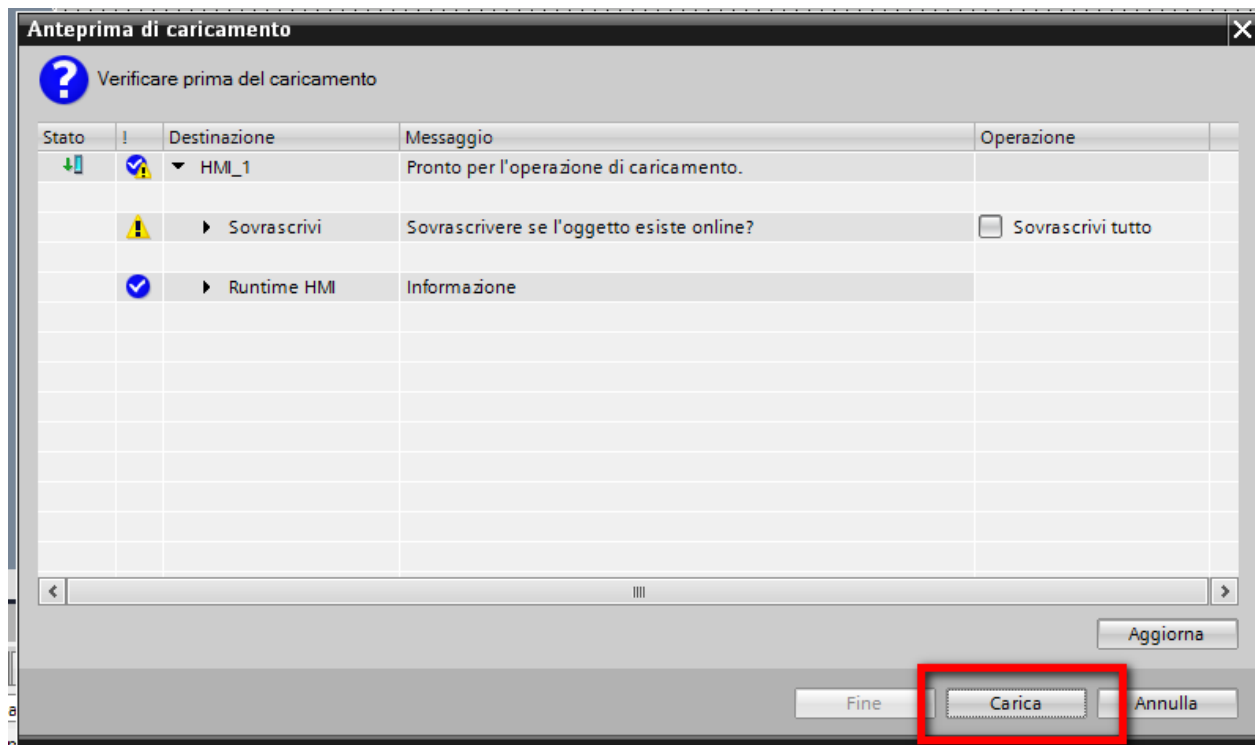 Anteprima di caricamento
Verificare prima del caricamento
Stato ! Destinazione Messaggio Operazione
HMI_1 Pronto per l'operazione di caricamento.
Sovrascrivi Sovrascrivere se l'oggetto esiste online? Sovrascrivi tutto
Runtime HMI Informazione
Aggiorna
Fine Carica Annulla